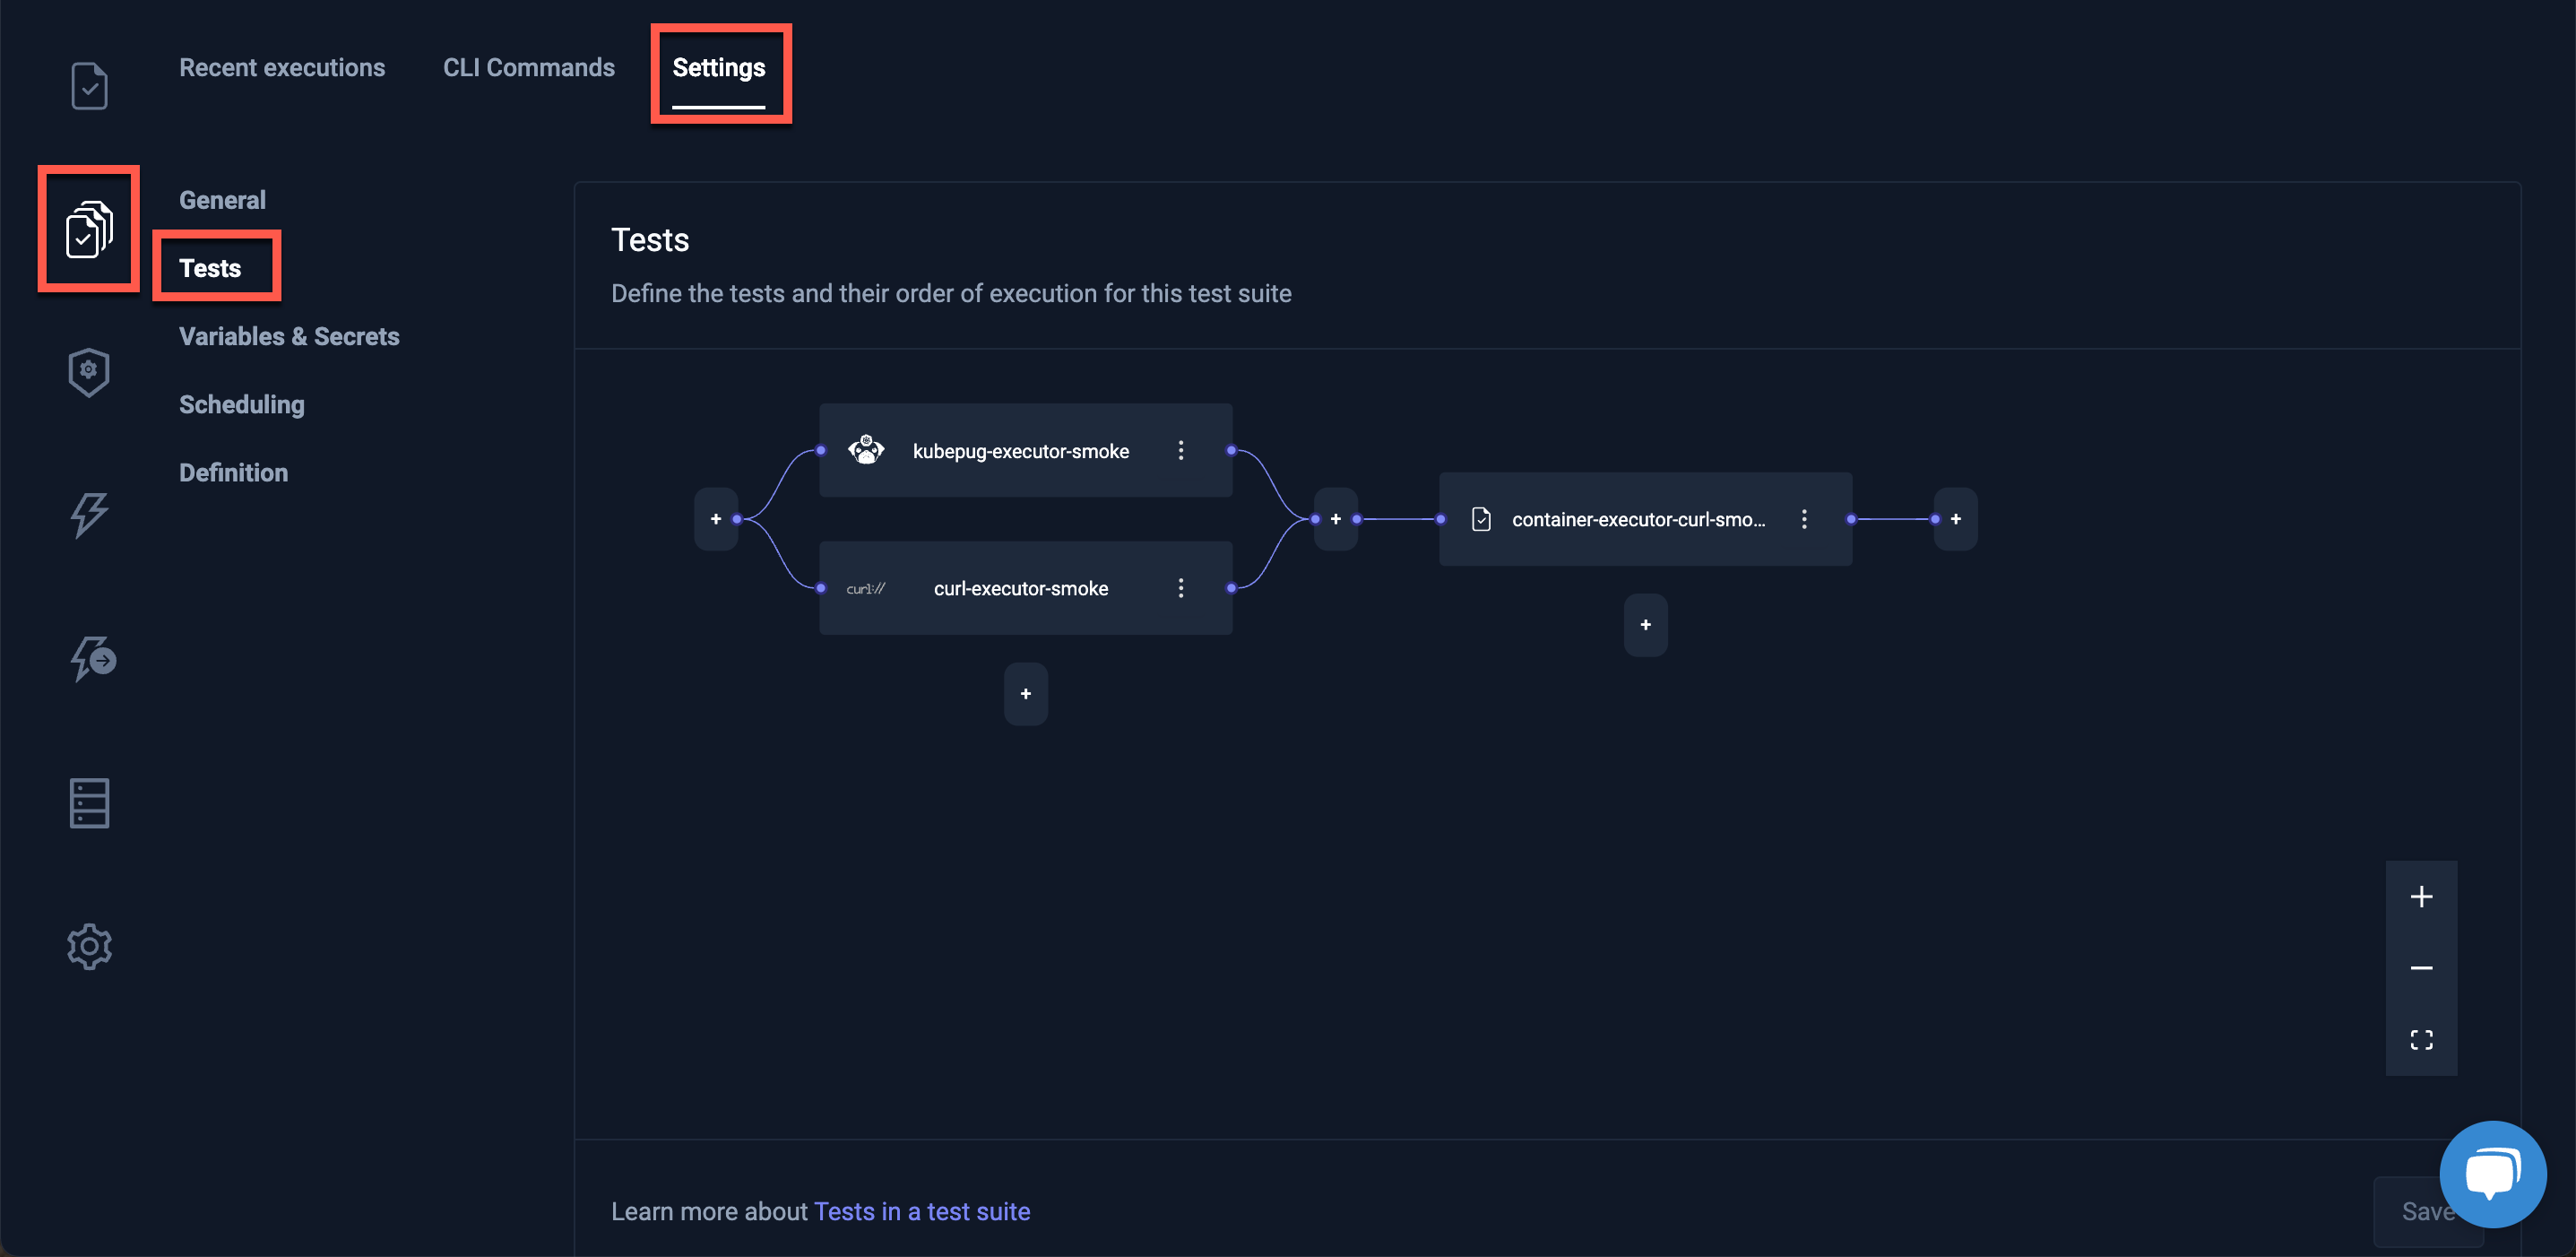 Recent executions
CLI Commands
Settings
General
Tests
Variables & Secrets
Scheduling
Definition
Tests
Define the tests and their order of execution for this test suite
kubepug-executor-smoke
curl://
curl-executor-smoke
container-executor-curl-smo...
Learn more about Tests in a test suite
Save